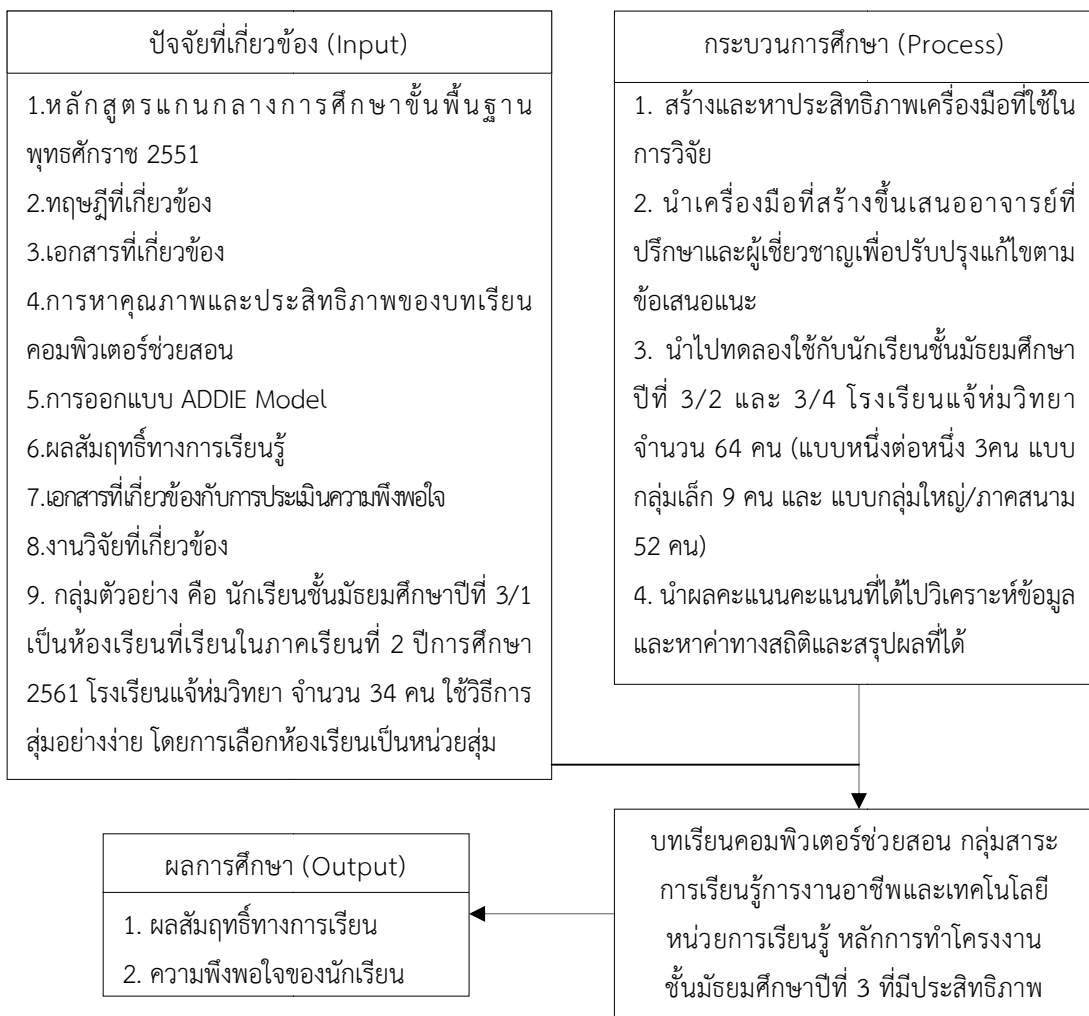 ปัจจัยที่เกี่ยวข้อง (Input)
1.หลักสูตรแกนกลางการศึกษาขั้นพื้นฐาน
พุทธศักราช 2551
2.ทฤษฎีที่เกี่ยวข้อง
3.เอกสารที่เกี่ยวข้อง
4.การหาคุณภาพและประสิทธิภาพของบทเรียน
คอมพิวเตอร์ช่วยสอน
5.การออกแบบ ADDIE Model
6.ผลสัมฤทธิ์ทางการเรียนรู้
7.เอกสารที่เกี่ยวข้องกับการประเมินความพึงพอใจ
8.งานวิจัยที่เกี่ยวข้อง
9. กลุ่มตัวอย่าง คือ นักเรียนชั้นมัธยมศึกษาปีที่ 3/1
เป็นห้องเรียนที่เรียนในภาคเรียนที่ 2 ปีการศึกษา
2561 โรงเรียนแจ้ห่มวิทยา จำนวน 34 คน ใช้วิธีการ
สุ่มอย่างง่าย โดยการเลือกห้องเรียนเป็นหน่วยสุ่ม
กระบวนการศึกษา (Process)
1. สร้างและหาประสิทธิภาพเครื่องมือที่ใช้ใน
การวิจัย
2. นำเครื่องมือที่สร้างขึ้นเสนออาจารย์ที่
ปรึกษาและผู้เชี่ยวชาญเพื่อปรับปรุงแก้ไขตาม
ข้อเสนอแนะ
3. นำไปทดลองใช้กับนักเรียนชั้นมัธยมศึกษา
ปีที่ 3/2 และ 3/4 โรงเรียนแจ้ห่มวิทยา
จำนวน 64 คน (แบบหนึ่งต่อหนึ่ง 3คน แบบ
กลุ่มเล็ก 9 คน และ แบบกลุ่มใหญ่/ภาคสนาม
52 คน)
4. นำผลคะแนนคะแนนที่ได้ไปวิเคราะห์ข้อมูล
และหาค่าทางสถิติและสรุปผลที่ได้
บทเรียนคอมพิวเตอร์ช่วยสอน กลุ่มสาระ
การเรียนรู้การงานอาชีพและเทคโนโลยี
หน่วยการเรียนรู้ หลักการทำโครงงาน
ชั้นมัธยมศึกษาปีที่ 3 ที่มีประสิทธิภาพ
ผลการศึกษา (Output)
1. ผลสัมฤทธิ์ทางการเรียน
2. ความพึงพอใจของนักเรียน